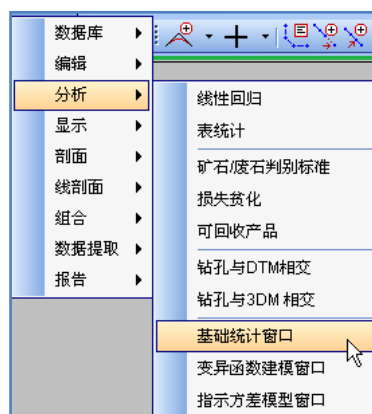 数据库
编辑
分析
显示
剖面
线剖面
组合
数据提取
报告
线性回归
表统计
矿石/废石判别标准
损失贫化
可回收产品
钻孔与DTM相交
钻孔与3DM 相交
基础统计窗口
变异函数建模窗口
指示方差模型窗口